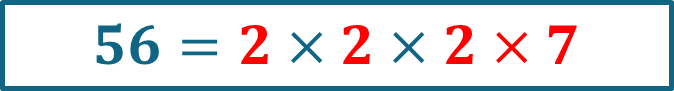 56 = 2 × 2 × 2 × 7